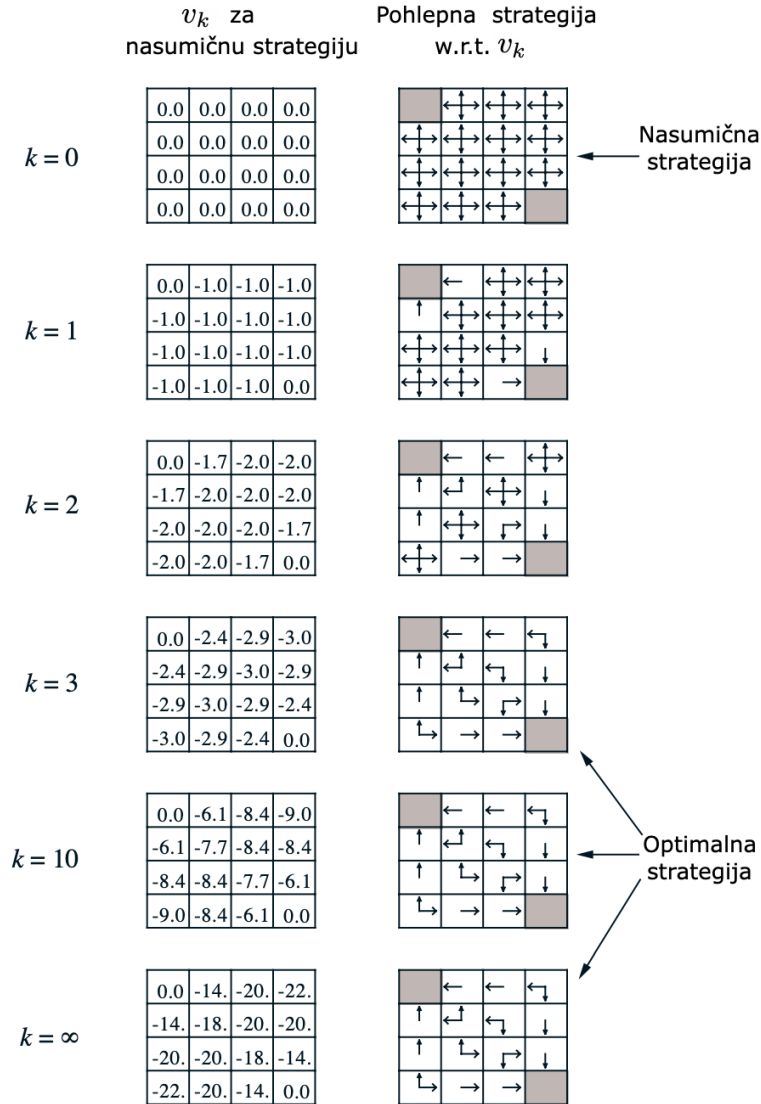 v_k za
nasumičnu strategiju
Pohlepna strategija
w.r.t. v_k
k = 0
0.0 0.0 0.0 0.0
0.0 0.0 0.0 0.0
0.0 0.0 0.0 0.0
0.0 0.0 0.0 0.0
Nasumična
strategija
k = 1
0.0 -1.0 -1.0 -1.0
-1.0 -1.0 -1.0 -1.0
-1.0 -1.0 -1.0 -1.0
-1.0 -1.0 -1.0 0.0
k = 2
0.0 -1.7 -2.0 -2.0
-1.7 -2.0 -2.0 -2.0
-2.0 -2.0 -2.0 -1.7
-2.0 -2.0 -1.7 0.0
k = 3
0.0 -2.4 -2.9 -3.0
-2.4 -2.9 -3.0 -2.9
-2.9 -3.0 -2.9 -2.4
-3.0 -2.9 -2.4 0.0
k = 10
0.0 -6.1 -8.4 -9.0
-6.1 -7.7 -8.4 -8.4
-8.4 -8.4 -7.7 -6.1
-9.0 -8.4 -6.1 0.0
Optimalna
strategija
k = ∞
0.0 -14. -20. -22.
-14. -18. -20. -20.
-20. -20. -18. -14.
-22. -20. -14. 0.0